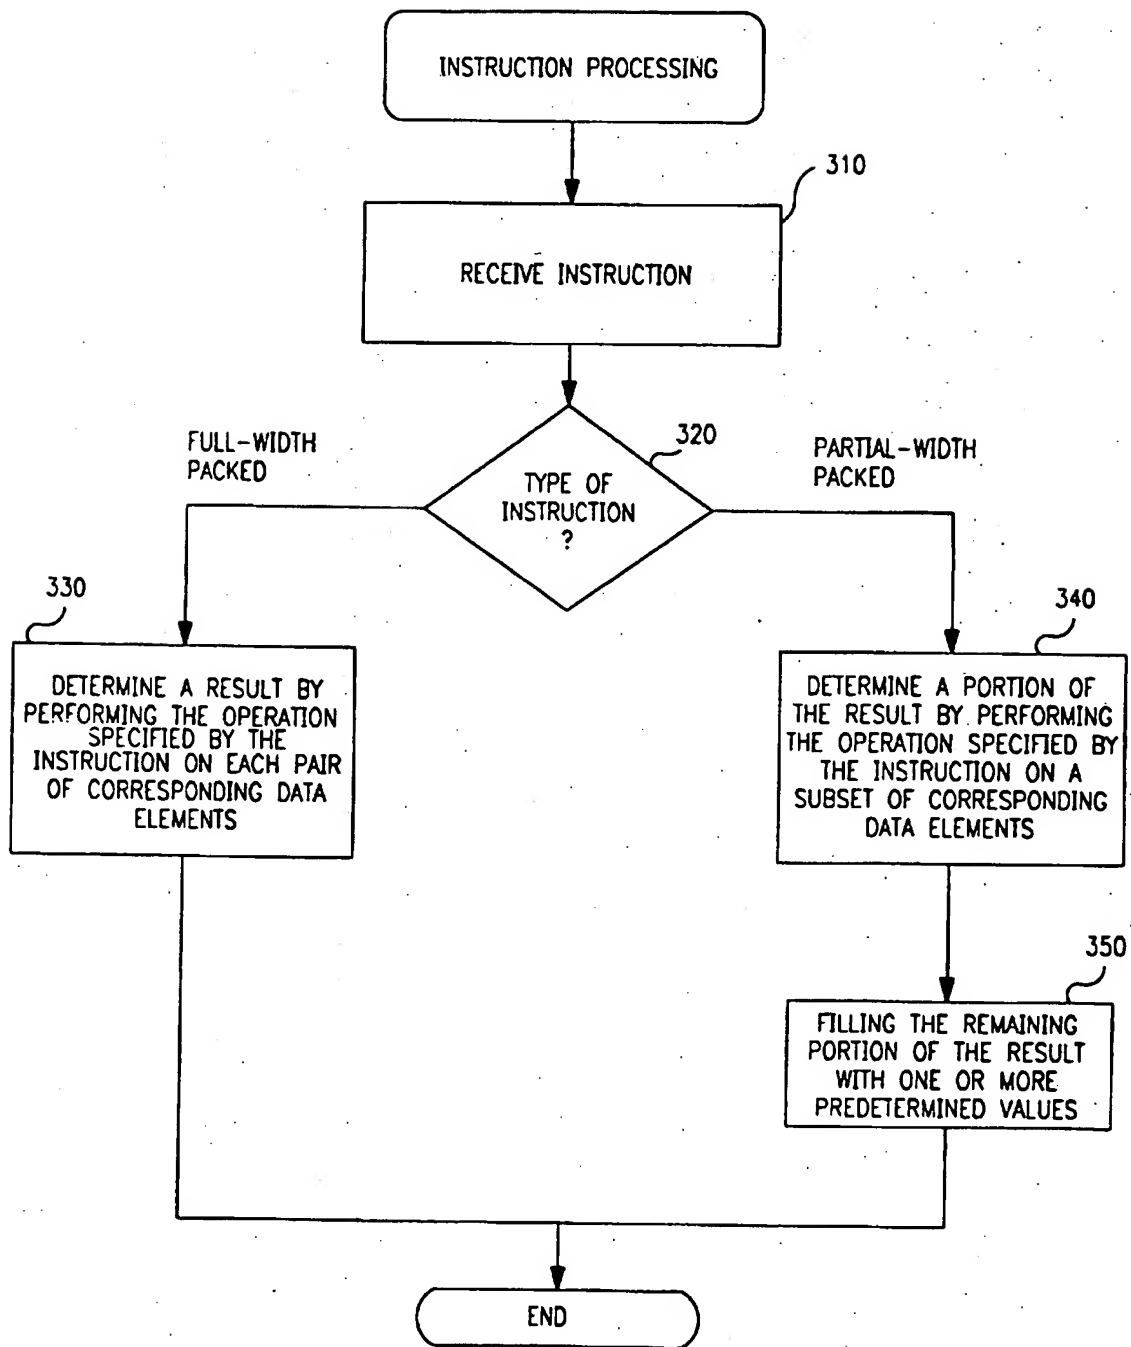 INSTRUCTION PROCESSING
310
RECEIVE INSTRUCTION
320
TYPE OF
INSTRUCTION
?
FULL-WIDTH
PACKED
PARTIAL-WIDTH
PACKED
330
DETERMINE A RESULT BY
PERFORMING THE OPERATION
SPECIFIED BY THE
INSTRUCTION ON EACH PAIR
OF CORRESPONDING DATA
ELEMENTS
340
DETERMINE A PORTION OF
THE RESULT BY PERFORMING
THE OPERATION SPECIFIED BY
THE INSTRUCTION ON A
SUBSET OF CORRESPONDING
DATA ELEMENTS
350
FILLING THE REMAINING
PORTION OF THE RESULT
WITH ONE OR MORE
PREDETERMINED VALUES
END